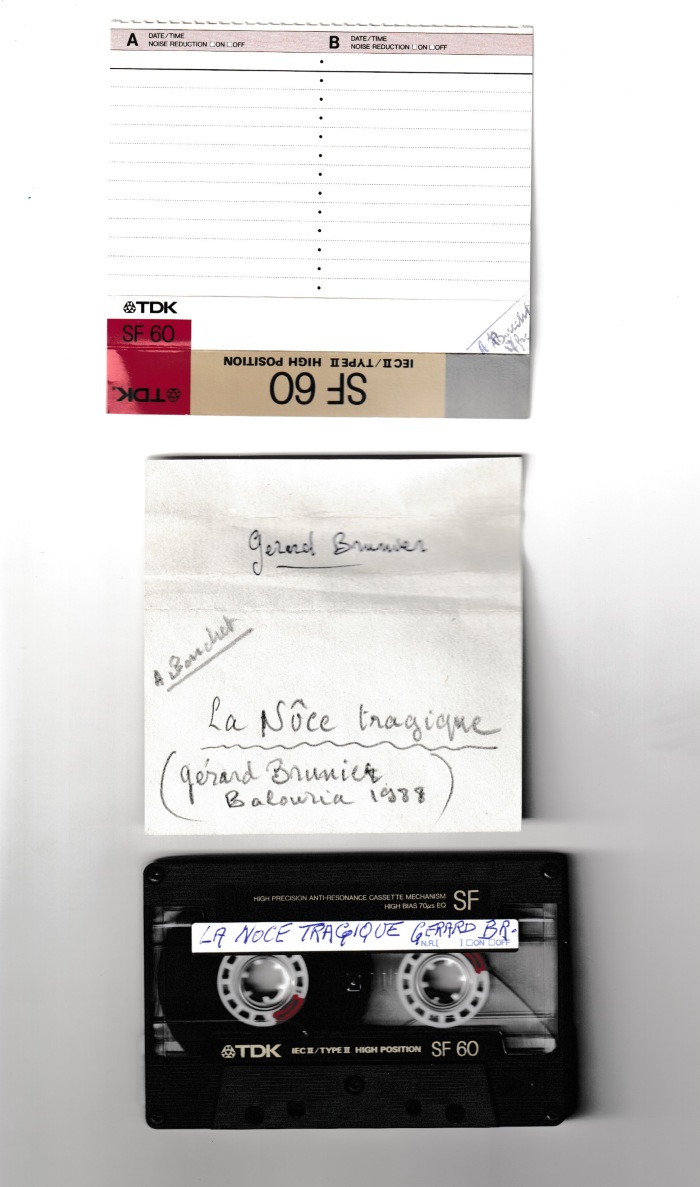 A DATE/TIME
NOISE REDUCTION □ON □OFF
B DATE/TIME
NOISE REDUCTION □ON □OFF
TDK
SF 60
A
IEC II/TYPE II HIGH POSITION
SF 60
TDK
Gerard Brunier
A Bouchet
La Nôce tragique
(gérard Brunier
Balouria 1988)
HIGH PRECISION ANTI-RESONANCE CASSETTE MECHANISM
HIGH BIAS 70µs EQ
SF
LA NOCE TRAGIQUE GERARD BR.
N.R.[ ] □ON □OFF
TDK IEC II/TYPE II HIGH POSITION SF 60